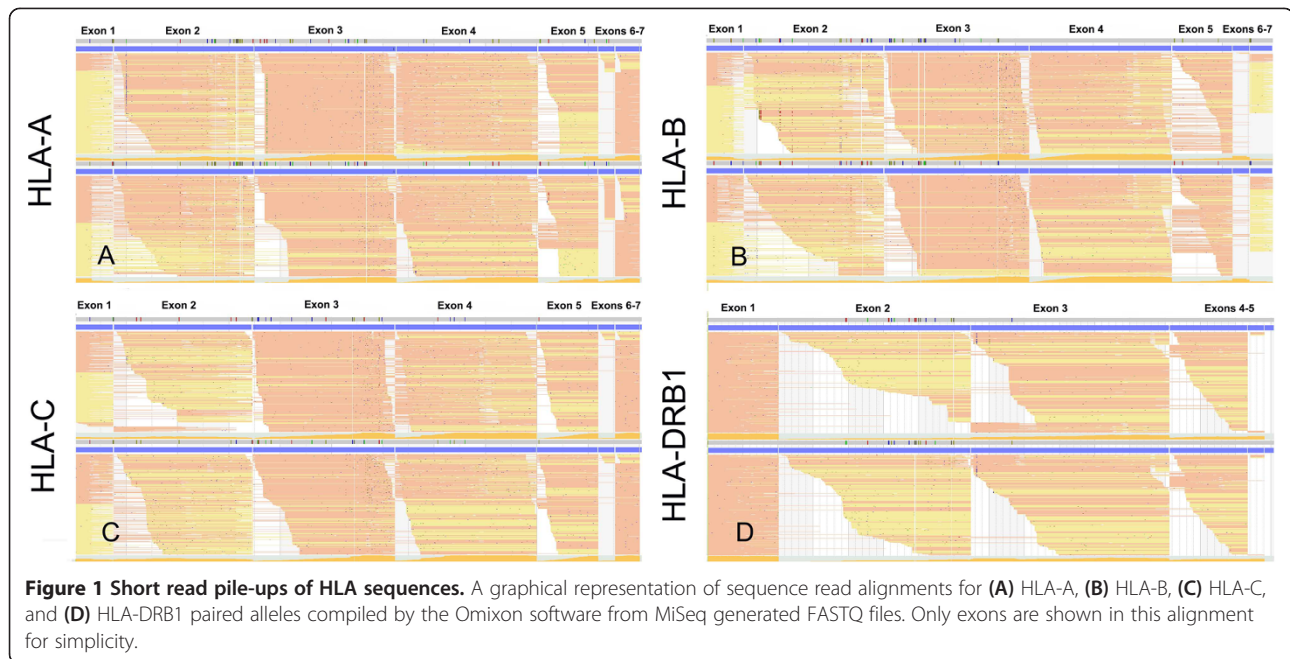 Exon 1 Exon 2 Exon 3 Exon 4 Exon 5 Exons 6-7
HLA-A
A
Exon 1 Exon 2 Exon 3 Exon 4 Exon 5 Exons 6-7
HLA-B
B
Exon 1 Exon 2 Exon 3 Exon 4 Exon 5 Exons 6-7
HLA-C
C
Exon 1 Exon 2 Exon 3 Exons 4-5
HLA-DRB1
D
Figure 1 Short read pile-ups of HLA sequences. A graphical representation of sequence read alignments for (A) HLA-A, (B) HLA-B, (C) HLA-C,
and (D) HLA-DRB1 paired alleles compiled by the Omixon software from MiSeq generated FASTQ files. Only exons are shown in this alignment
for simplicity.